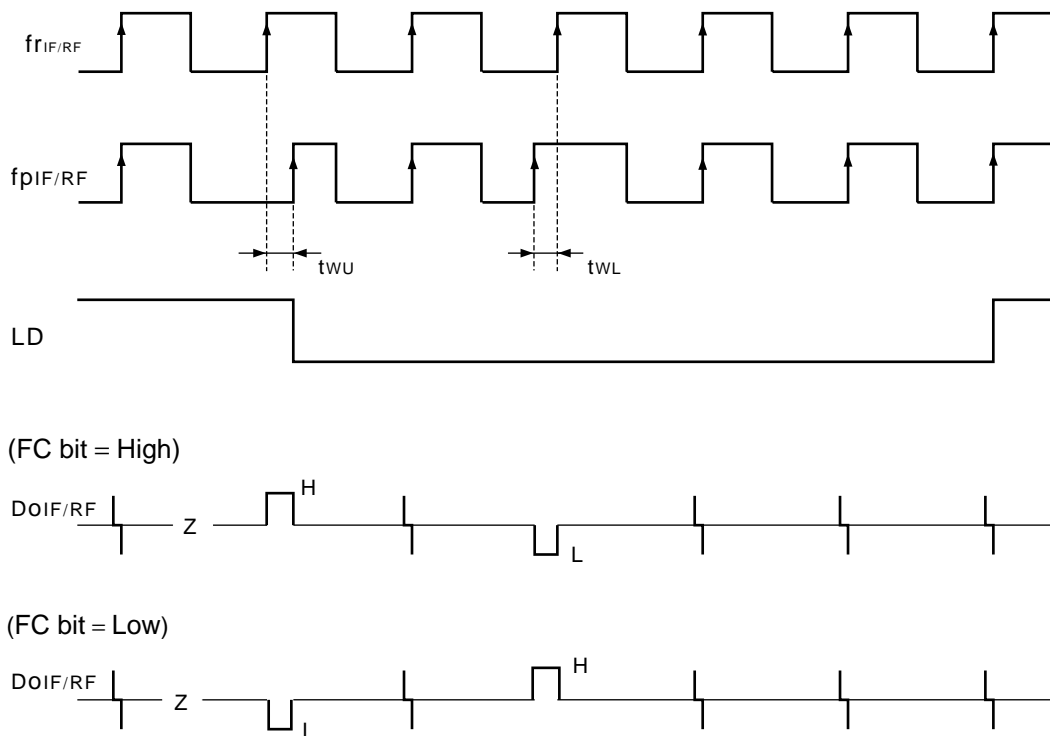 frIF/RF
fpIF/RF
tWU
tWL
LD
(FC bit = High)
DoIF/RF
Z
H
L
(FC bit = Low)
DoIF/RF
Z
H
L